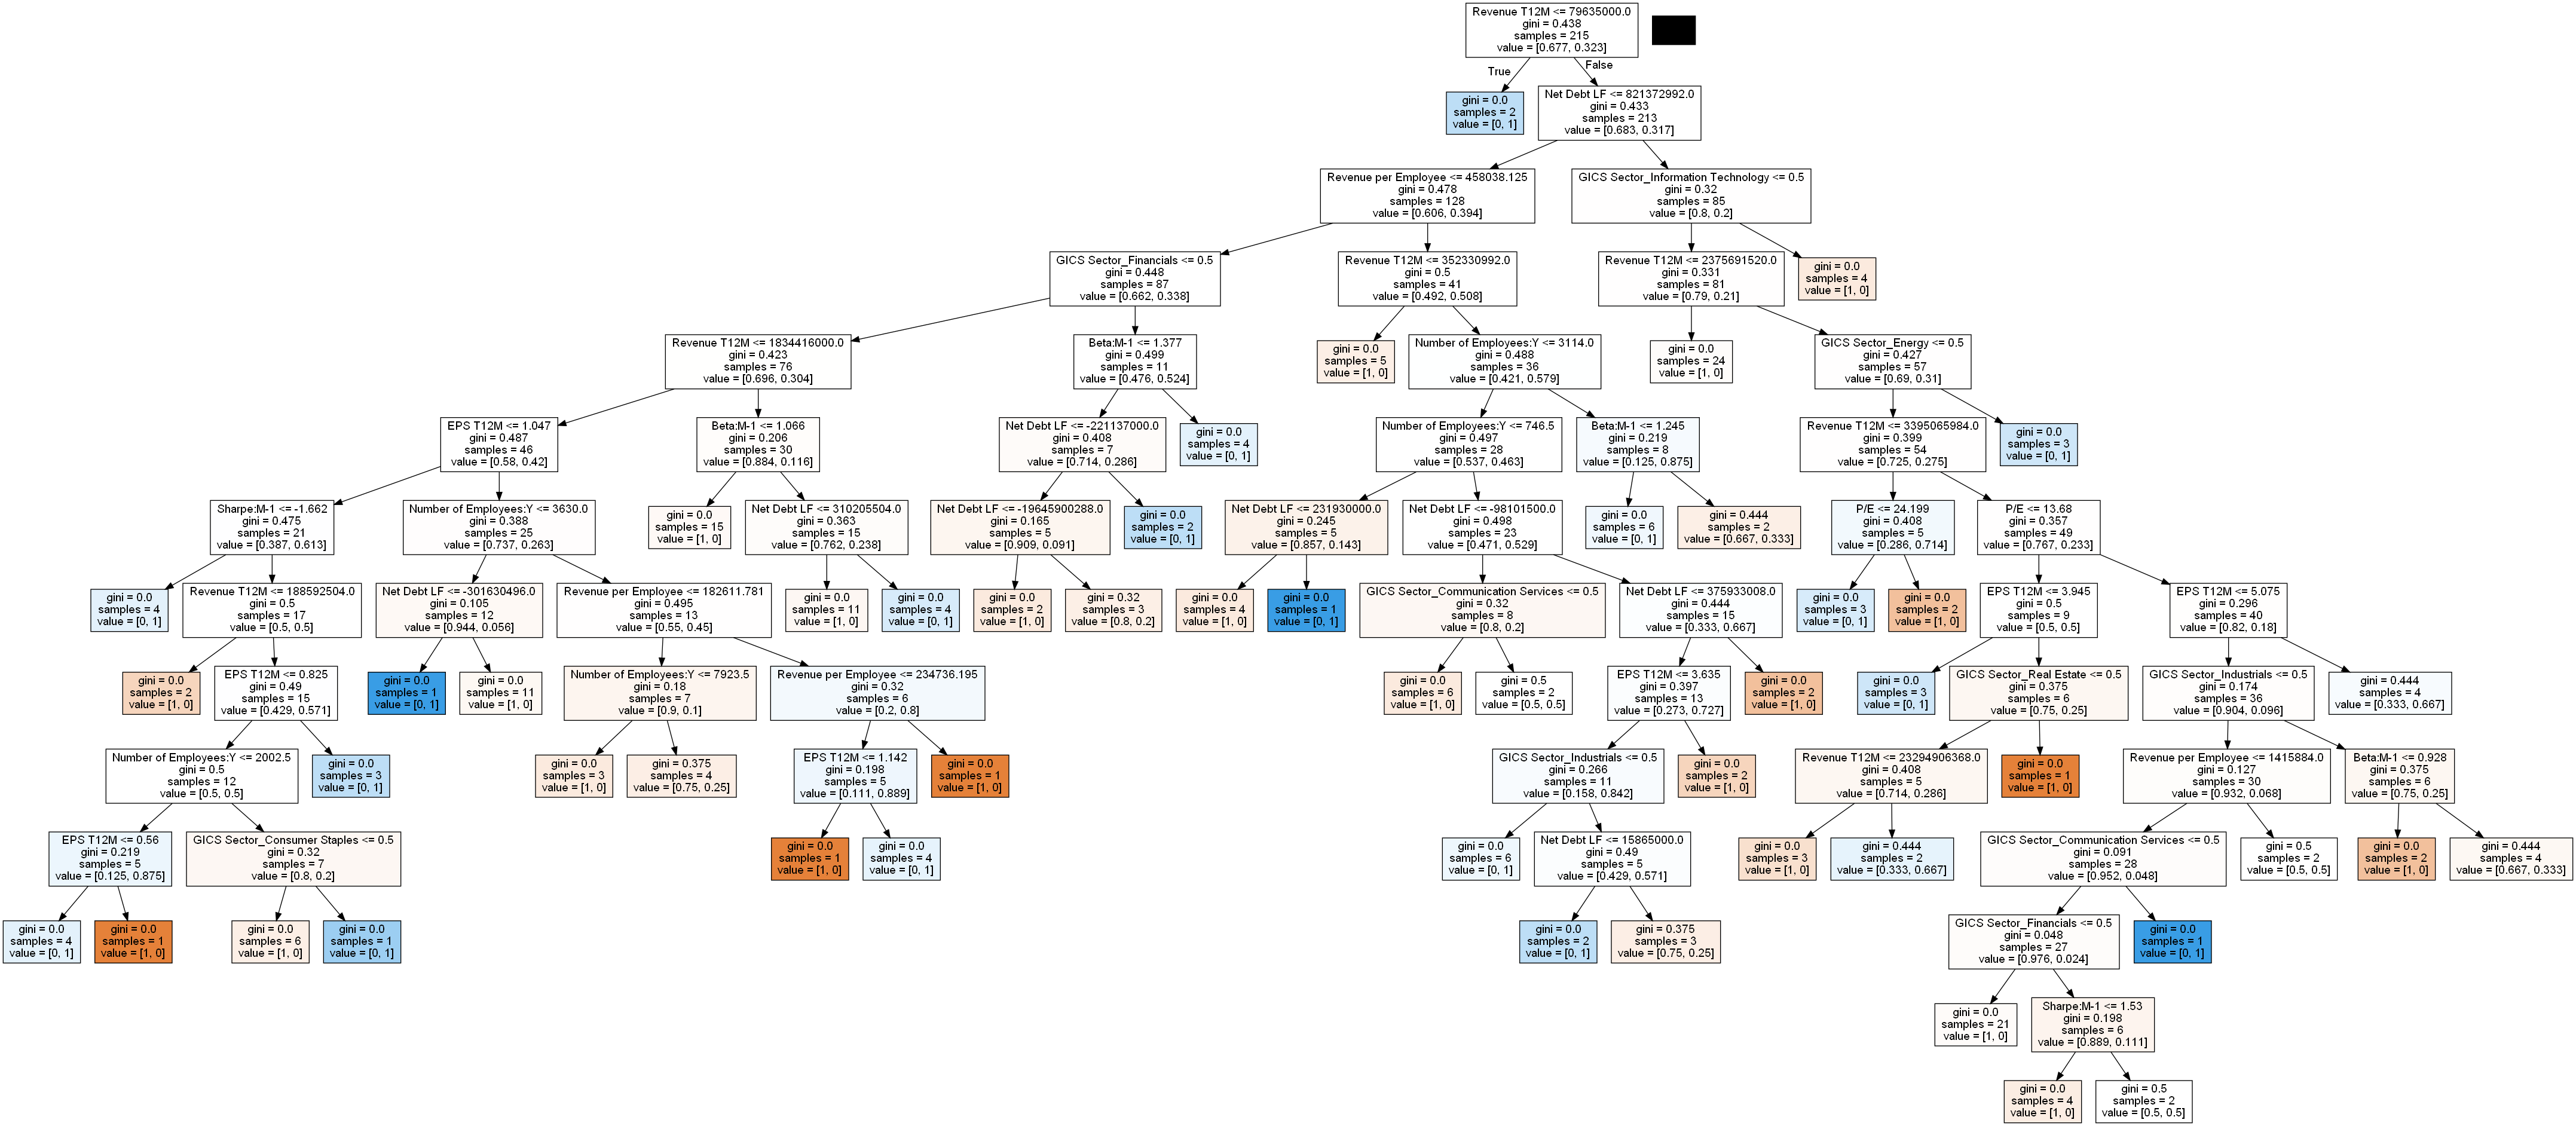 Revenue T12M <= 79635000.0
gini = 0.438
samples = 215
value = [0.677, 0.323]
True
False
gini = 0.0
samples = 2
value = [0, 1]
Net Debt LF <= 821372992.0
gini = 0.433
samples = 213
value = [0.683, 0.317]
Revenue per Employee <= 458038.125
gini = 0.478
samples = 128
value = [0.606, 0.394]
GICS Sector_Information Technology <= 0.5
gini = 0.32
samples = 85
value = [0.8, 0.2]
GICS Sector_Financials <= 0.5
gini = 0.448
samples = 87
value = [0.662, 0.338]
Revenue T12M <= 352330992.0
gini = 0.5
samples = 41
value = [0.492, 0.508]
Revenue T12M <= 2375691520.0
gini = 0.331
samples = 81
value = [0.79, 0.21]
gini = 0.0
samples = 4
value = [1, 0]
Revenue T12M <= 1834416000.0
gini = 0.423
samples = 76
value = [0.696, 0.304]
Beta:M-1 <= 1.377
gini = 0.499
samples = 11
value = [0.476, 0.524]
gini = 0.0
samples = 5
value = [1, 0]
Number of Employees:Y <= 3114.0
gini = 0.488
samples = 36
value = [0.421, 0.579]
gini = 0.0
samples = 24
value = [1, 0]
GICS Sector_Energy <= 0.5
gini = 0.427
samples = 57
value = [0.69, 0.31]
EPS T12M <= 1.047
gini = 0.487
samples = 46
value = [0.58, 0.42]
Beta:M-1 <= 1.066
gini = 0.206
samples = 30
value = [0.884, 0.116]
Net Debt LF <= -221137000.0
gini = 0.408
samples = 7
value = [0.714, 0.286]
gini = 0.0
samples = 4
value = [0, 1]
Number of Employees:Y <= 746.5
gini = 0.497
samples = 28
value = [0.537, 0.463]
Beta:M-1 <= 1.245
gini = 0.219
samples = 8
value = [0.125, 0.875]
Revenue T12M <= 3395065984.0
gini = 0.399
samples = 54
value = [0.725, 0.275]
gini = 0.0
samples = 3
value = [0, 1]
Sharpe:M-1 <= -1.662
gini = 0.475
samples = 21
value = [0.387, 0.613]
Number of Employees:Y <= 3630.0
gini = 0.388
samples = 25
value = [0.737, 0.263]
gini = 0.0
samples = 15
value = [1, 0]
Net Debt LF <= 310205504.0
gini = 0.363
samples = 15
value = [0.762, 0.238]
Net Debt LF <= -19645900288.0
gini = 0.165
samples = 5
value = [0.909, 0.091]
gini = 0.0
samples = 2
value = [0, 1]
Net Debt LF <= 231930000.0
gini = 0.245
samples = 5
value = [0.857, 0.143]
Net Debt LF <= -98101500.0
gini = 0.498
samples = 23
value = [0.471, 0.529]
gini = 0.0
samples = 6
value = [0, 1]
gini = 0.444
samples = 2
value = [0.667, 0.333]
P/E <= 24.199
gini = 0.408
samples = 5
value = [0.286, 0.714]
P/E <= 13.68
gini = 0.357
samples = 49
value = [0.767, 0.233]
gini = 0.0
samples = 4
value = [0, 1]
Revenue T12M <= 188592504.0
gini = 0.5
samples = 17
value = [0.5, 0.5]
Net Debt LF <= -301630496.0
gini = 0.105
samples = 12
value = [0.944, 0.056]
Revenue per Employee <= 182611.781
gini = 0.495
samples = 13
value = [0.55, 0.45]
gini = 0.0
samples = 11
value = [1, 0]
gini = 0.0
samples = 4
value = [0, 1]
gini = 0.0
samples = 2
value = [1, 0]
gini = 0.32
samples = 3
value = [0.8, 0.2]
gini = 0.0
samples = 4
value = [1, 0]
gini = 0.0
samples = 1
value = [0, 1]
GICS Sector_Communication Services <= 0.5
gini = 0.32
samples = 8
value = [0.8, 0.2]
Net Debt LF <= 375933008.0
gini = 0.444
samples = 15
value = [0.333, 0.667]
gini = 0.0
samples = 3
value = [0, 1]
gini = 0.0
samples = 2
value = [1, 0]
EPS T12M <= 3.945
gini = 0.5
samples = 9
value = [0.5, 0.5]
EPS T12M <= 5.075
gini = 0.296
samples = 40
value = [0.82, 0.18]
gini = 0.0
samples = 2
value = [1, 0]
EPS T12M <= 0.825
gini = 0.49
samples = 15
value = [0.429, 0.571]
gini = 0.0
samples = 1
value = [0, 1]
gini = 0.0
samples = 11
value = [1, 0]
Number of Employees:Y <= 7923.5
gini = 0.18
samples = 7
value = [0.9, 0.1]
Revenue per Employee <= 234736.195
gini = 0.32
samples = 6
value = [0.2, 0.8]
gini = 0.0
samples = 6
value = [1, 0]
gini = 0.5
samples = 2
value = [0.5, 0.5]
EPS T12M <= 3.635
gini = 0.397
samples = 13
value = [0.273, 0.727]
gini = 0.0
samples = 2
value = [1, 0]
gini = 0.0
samples = 3
value = [0, 1]
GICS Sector_Real Estate <= 0.5
gini = 0.375
samples = 6
value = [0.75, 0.25]
GICS Sector_Industrials <= 0.5
gini = 0.174
samples = 36
value = [0.904, 0.096]
gini = 0.444
samples = 4
value = [0.333, 0.667]
Number of Employees:Y <= 2002.5
gini = 0.5
samples = 12
value = [0.5, 0.5]
gini = 0.0
samples = 3
value = [0, 1]
gini = 0.0
samples = 3
value = [1, 0]
gini = 0.375
samples = 4
value = [0.75, 0.25]
EPS T12M <= 1.142
gini = 0.198
samples = 5
value = [0.111, 0.889]
gini = 0.0
samples = 1
value = [1, 0]
GICS Sector_Industrials <= 0.5
gini = 0.266
samples = 11
value = [0.158, 0.842]
gini = 0.0
samples = 2
value = [1, 0]
Revenue T12M <= 23294906368.0
gini = 0.408
samples = 5
value = [0.714, 0.286]
gini = 0.0
samples = 1
value = [1, 0]
Revenue per Employee <= 1415884.0
gini = 0.127
samples = 30
value = [0.932, 0.068]
Beta:M-1 <= 0.928
gini = 0.375
samples = 6
value = [0.75, 0.25]
EPS T12M <= 0.56
gini = 0.219
samples = 5
value = [0.125, 0.875]
GICS Sector_Consumer Staples <= 0.5
gini = 0.32
samples = 7
value = [0.8, 0.2]
gini = 0.0
samples = 1
value = [1, 0]
gini = 0.0
samples = 4
value = [0, 1]
gini = 0.0
samples = 6
value = [0, 1]
Net Debt LF <= 15865000.0
gini = 0.49
samples = 5
value = [0.429, 0.571]
gini = 0.0
samples = 3
value = [1, 0]
gini = 0.444
samples = 2
value = [0.333, 0.667]
GICS Sector_Communication Services <= 0.5
gini = 0.091
samples = 28
value = [0.952, 0.048]
gini = 0.5
samples = 2
value = [0.5, 0.5]
gini = 0.0
samples = 2
value = [1, 0]
gini = 0.444
samples = 4
value = [0.667, 0.333]
gini = 0.0
samples = 4
value = [0, 1]
gini = 0.0
samples = 1
value = [1, 0]
gini = 0.0
samples = 6
value = [1, 0]
gini = 0.0
samples = 1
value = [0, 1]
gini = 0.0
samples = 2
value = [0, 1]
gini = 0.375
samples = 3
value = [0.75, 0.25]
GICS Sector_Financials <= 0.5
gini = 0.048
samples = 27
value = [0.976, 0.024]
gini = 0.0
samples = 1
value = [0, 1]
gini = 0.0
samples = 21
value = [1, 0]
Sharpe:M-1 <= 1.53
gini = 0.198
samples = 6
value = [0.889, 0.111]
gini = 0.0
samples = 4
value = [1, 0]
gini = 0.5
samples = 2
value = [0.5, 0.5]